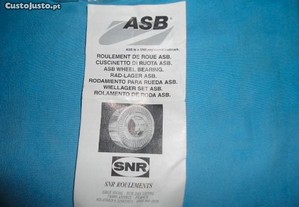 CustoJusto.pt
ASB
ROULEMENT DE ROUE ASB.
CUSCINETTO DI RUOTA ASB.
ASB WHEEL BEARING.
RAD-LAGER ASB.
RODAMIENTO PARA RUEDA ASB.
WIELLAGER SET ASB.
ROLAMENTO DE RODA ASB.
SNR
SNR ROULEMENTS